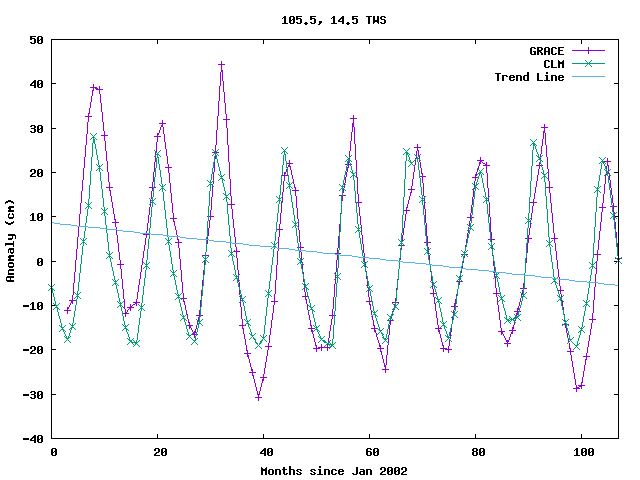 105.5, 14.5 TWS
GRACE
CLM
Trend Line
50
40
30
20
10
0
-10
-20
-30
-40
Anomaly (cm)
0 20 40 60 80 100
Months since Jan 2002